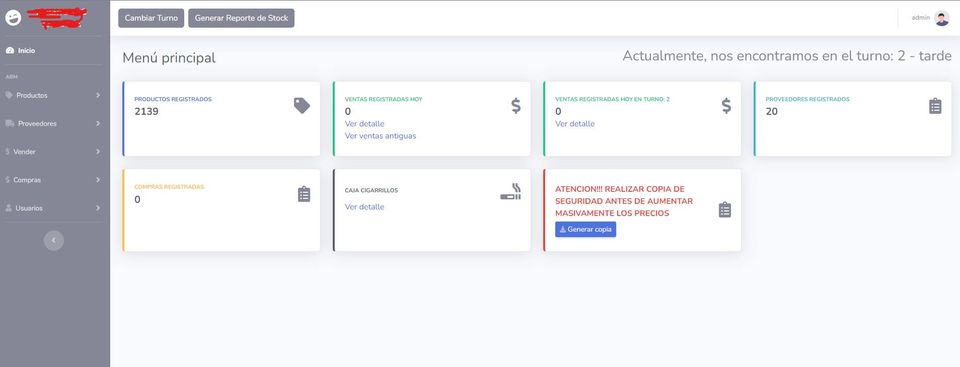 Cambiar Turno
Generar Reporte de Stock
admin
Inicio
ABM
Productos
Proveedores
Vender
Compras
Usuarios
Menú principal
Actualmente, nos encontramos en el turno: 2 - tarde
PRODUCTOS REGISTRADOS
2139
VENTAS REGISTRADAS HOY
0
Ver detalle
Ver ventas antiguas
VENTAS REGISTRADAS HOY EN TURNO: 2
0
Ver detalle
PROVEEDORES REGISTRADOS
20
COMPRAS REGISTRADAS
0
CAJA CIGARRILLOS
Ver detalle
ATENCION!!! REALIZAR COPIA DE
SEGURIDAD ANTES DE AUMENTAR
MASIVAMENTE LOS PRECIOS
Generar copia